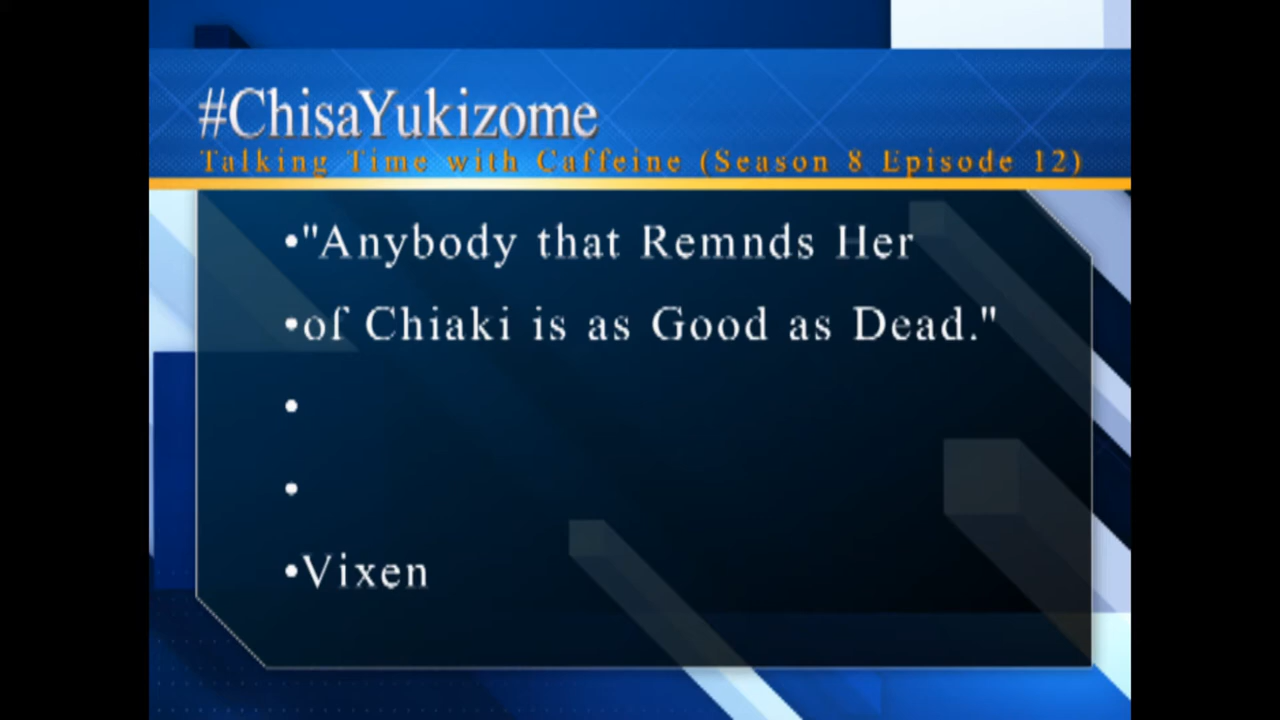 #ChisaYukizome
Talking Time with Caffeine (Season 8 Episode 12)
•"Anybody that Remnds Her
•of Chiaki is as Good as Dead."
•
•
•Vixen